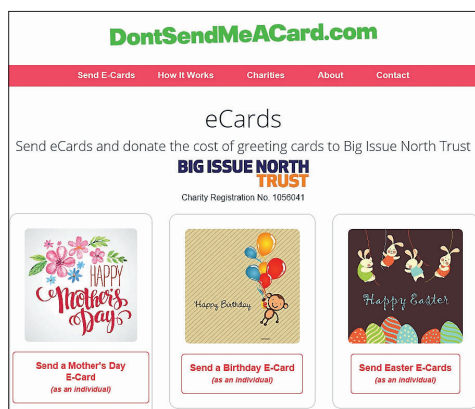 DontSendMeACard.com
Send E-Cards How It Works Charities About Contact
eCards
Send eCards and donate the cost of greeting cards to Big Issue North Trust
BIG ISSUE NORTH
TRUST
Charity Registration No. 1056041
HAPPY
Mother's
Day
Happy Birthday
Happy Easter
Send a Mother's Day
E-Card
(as an individual)
Send a Birthday E-Card
(as an individual)
Send Easter E-Cards
(as an individual)